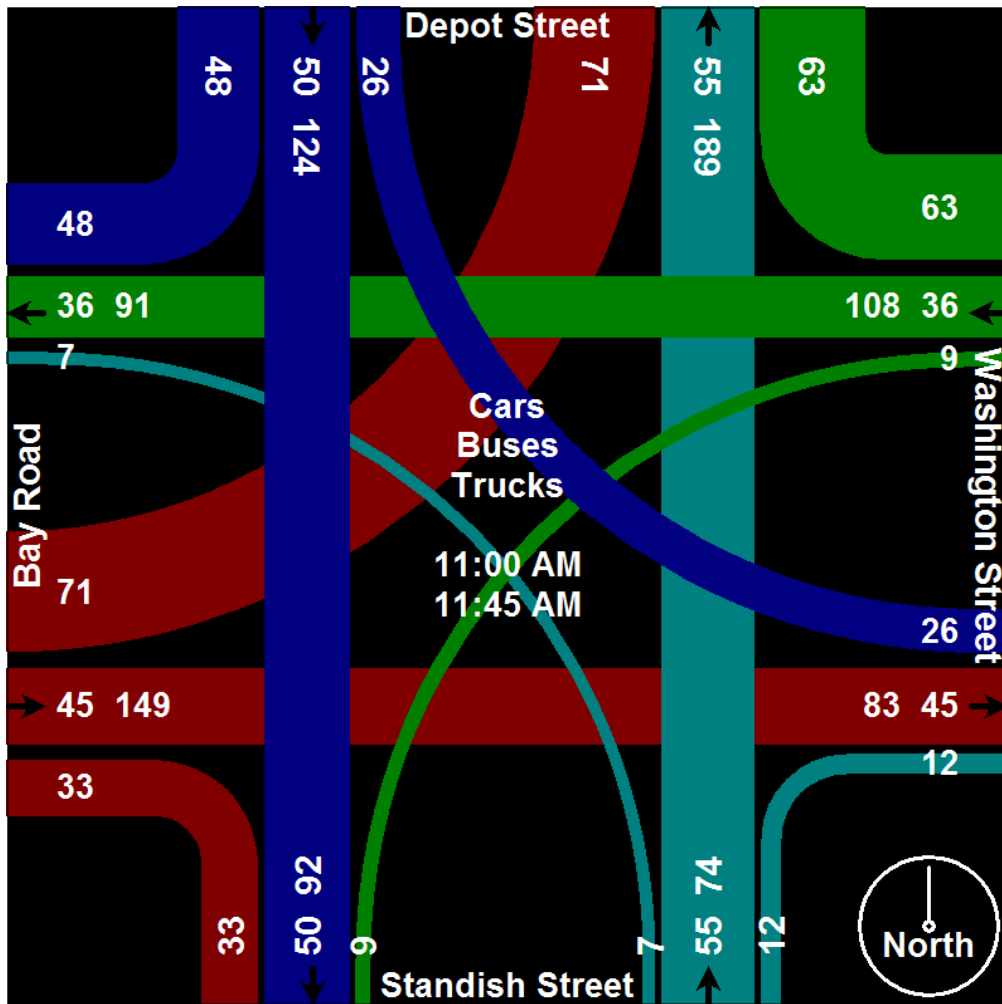 Depot Street
48
50 124
26
71
55 189
63
48
63
36 91
108 36
7
9
Cars
Buses
Trucks
Bay Road
Washington Street
11:00 AM
11:45 AM
71
26
45 149
83 45
33
12
33
50 92
9
7
55 74
12
North
Standish Street